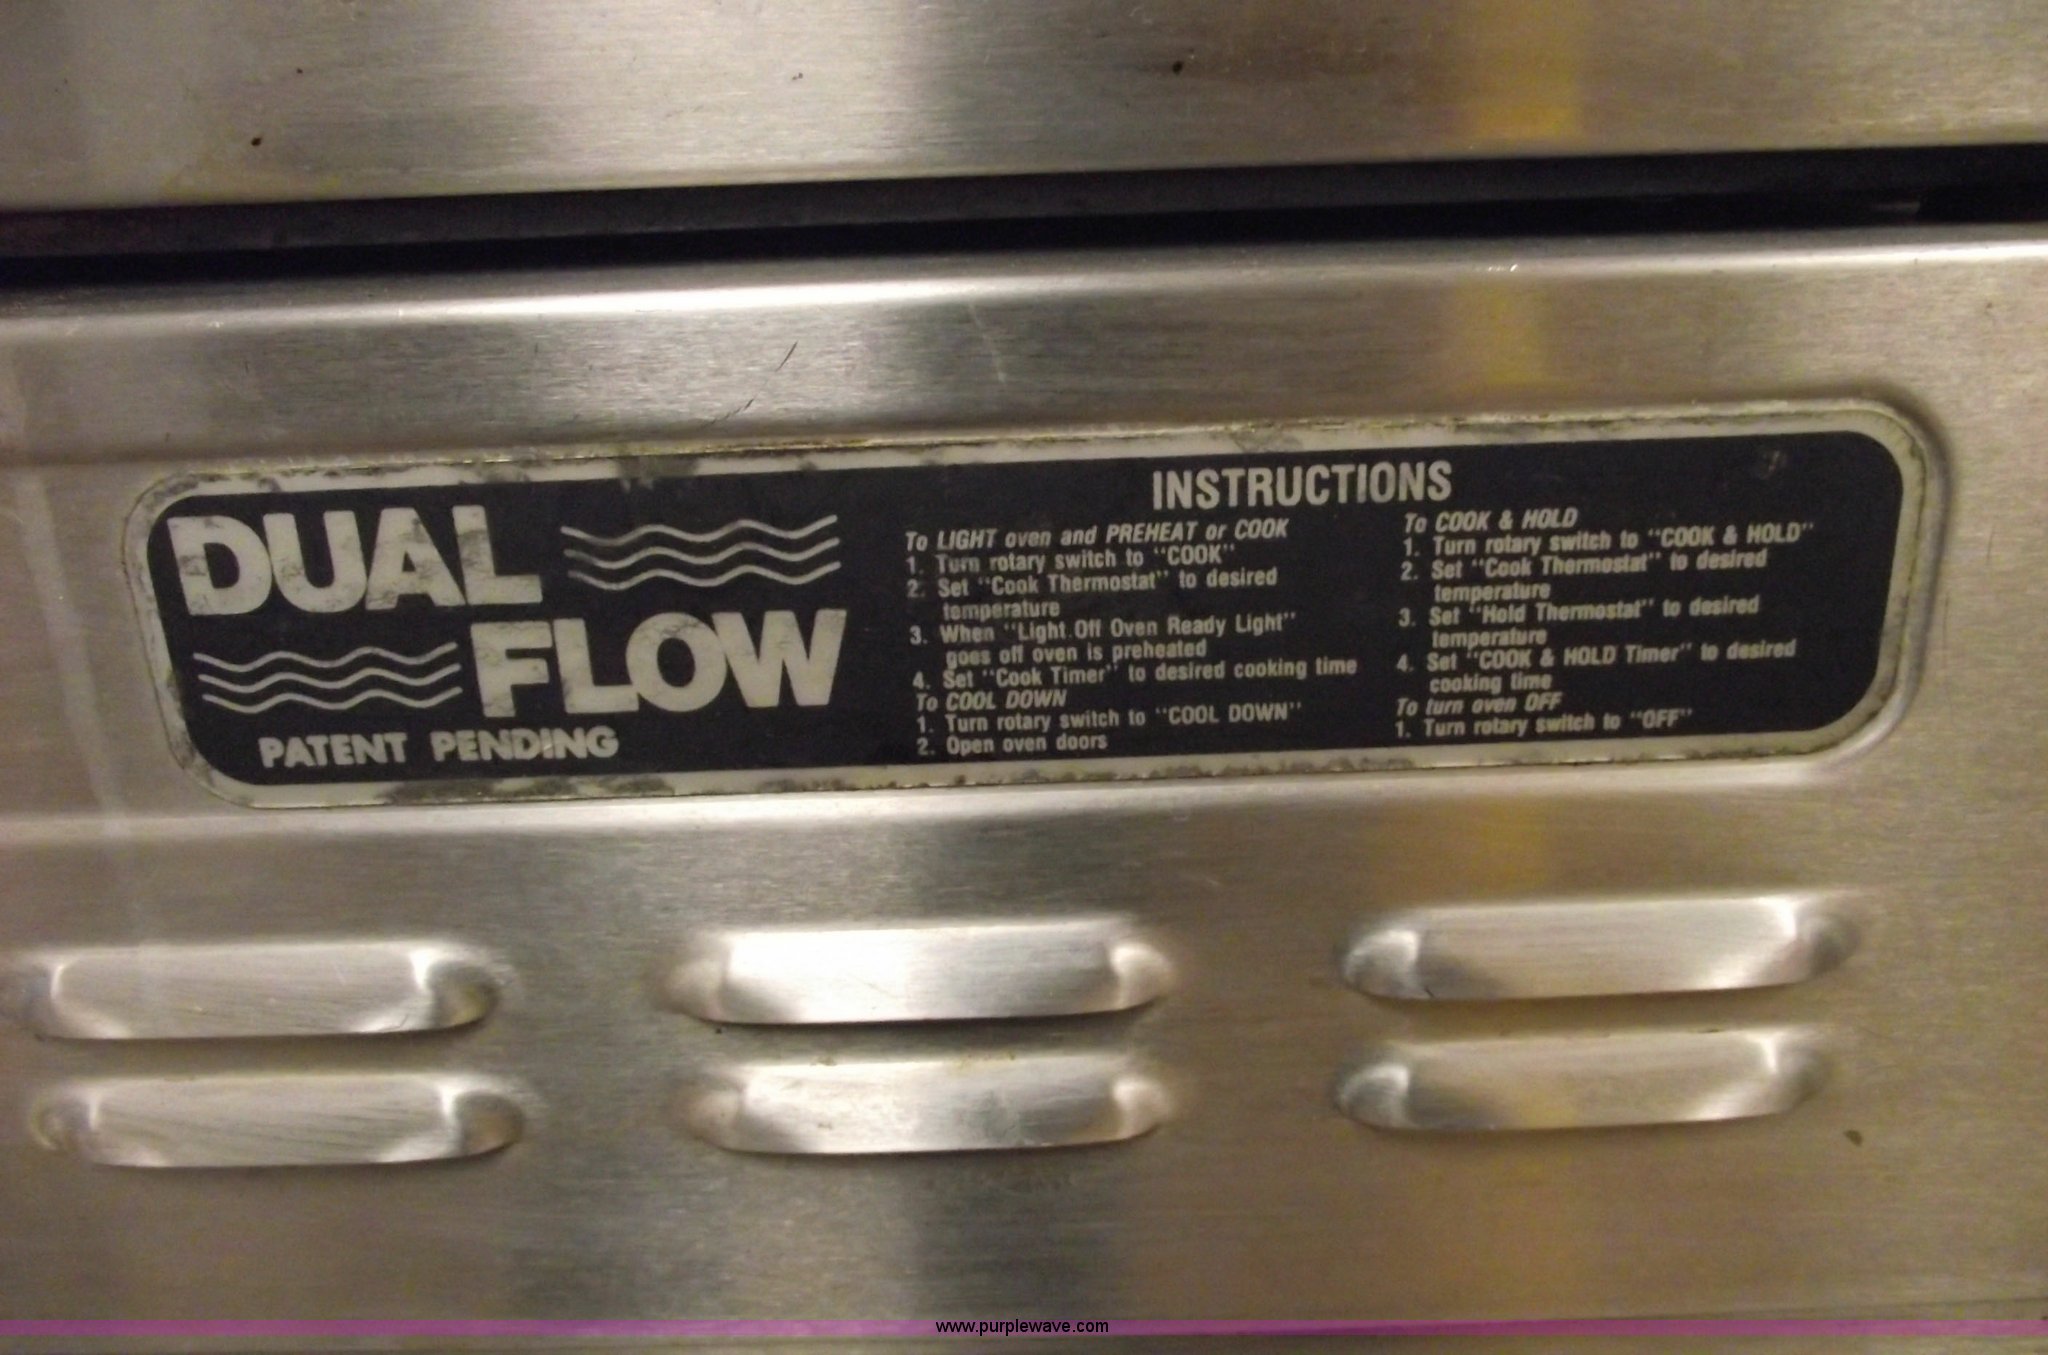 DUAL
FLOW
PATENT PENDING
INSTRUCTIONS
To LIGHT oven and PREHEAT or COOK
1. Turn rotary switch to "COOK"
2. Set "Cook Thermostat" to desired
temperature
3. When "Light Off Oven Ready Light"
goes off oven is preheated
4. Set "Cook Timer" to desired cooking time
To COOL DOWN
1. Turn rotary switch to "COOL DOWN"
2. Open oven doors
To COOK & HOLD
1. Turn rotary switch to "COOK & HOLD"
2. Set "Cook Thermostat" to desired
temperature
3. Set "Hold Thermostat" to desired
temperature
4. Set "COOK & HOLD Timer" to desired
cooking time
To turn oven OFF
1. Turn rotary switch to "OFF"
www.purplewave.com